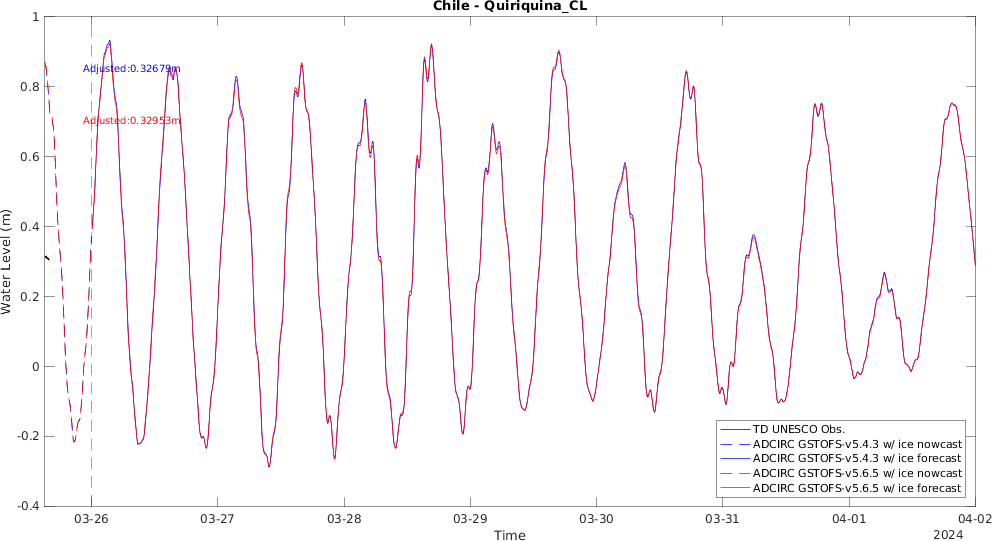 Chile - Quiriquina_CL
1
0.8
0.6
0.4
0.2
0
-0.2
-0.4
Water Level (m)
Adjusted:0.32679m
Adjusted:0.32953m
TD UNESCO Obs.
ADCIRC GSTOFS-v5.4.3 w/ ice nowcast
ADCIRC GSTOFS-v5.4.3 w/ ice forecast
ADCIRC GSTOFS-v5.6.5 w/ ice nowcast
ADCIRC GSTOFS-v5.6.5 w/ ice forecast
03-26 03-27 03-28 03-29 03-30 03-31 04-01 04-02
Time
2024